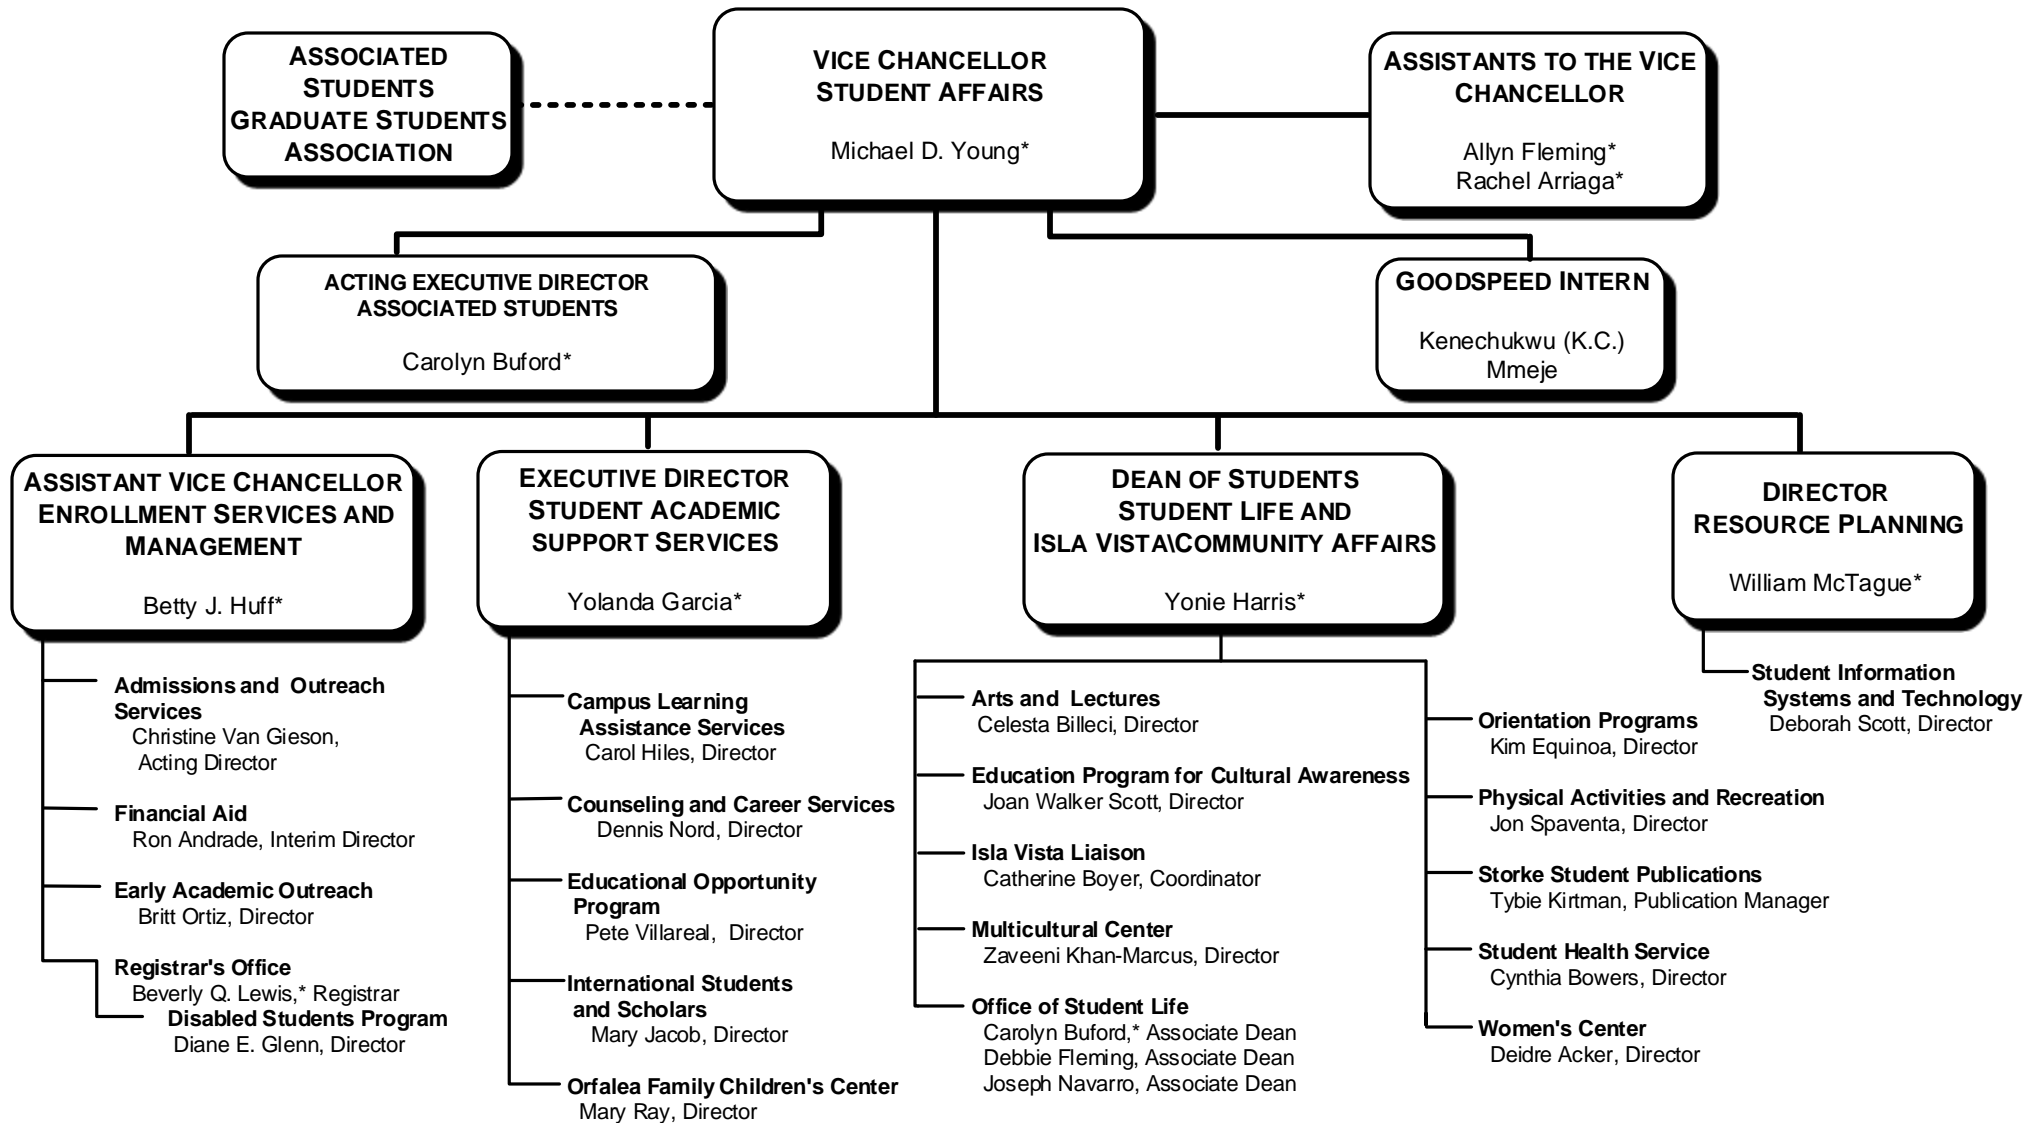 ASSOCIATED
STUDENTS
GRADUATE STUDENTS
ASSOCIATION
VICE CHANCELLOR
STUDENT AFFAIRS
Michael D. Young*
ASSISTANTS TO THE VICE
CHANCELLOR
Allyn Fleming*
Rachel Arriaga*
ACTING EXECUTIVE DIRECTOR
ASSOCIATED STUDENTS
Carolyn Buford*
GOODSPEED INTERN
Kenechukwu (K.C.)
Mmeje
ASSISTANT VICE CHANCELLOR
ENROLLMENT SERVICES AND
MANAGEMENT
Betty J. Huff*
EXECUTIVE DIRECTOR
STUDENT ACADEMIC
SUPPORT SERVICES
Yolanda Garcia*
DEAN OF STUDENTS
STUDENT LIFE AND
ISLA VISTA\COMMUNITY AFFAIRS
Yonie Harris*
DIRECTOR
RESOURCE PLANNING
William McTague*
Admissions and Outreach
Services
Christine Van Gieson,
Acting Director
Financial Aid
Ron Andrade, Interim Director
Early Academic Outreach
Britt Ortiz, Director
Registrar's Office
Beverly Q. Lewis,* Registrar
Disabled Students Program
Diane E. Glenn, Director
Campus Learning
Assistance Services
Carol Hiles, Director
Counseling and Career Services
Dennis Nord, Director
Educational Opportunity
Program
Pete Villareal, Director
International Students
and Scholars
Mary Jacob, Director
Orfalea Family Children's Center
Mary Ray, Director
Arts and Lectures
Celesta Billeci, Director
Education Program for Cultural Awareness
Joan Walker Scott, Director
Isla Vista Liaison
Catherine Boyer, Coordinator
Multicultural Center
Zaveeni Khan-Marcus, Director
Office of Student Life
Carolyn Buford,* Associate Dean
Debbie Fleming, Associate Dean
Joseph Navarro, Associate Dean
Orientation Programs
Kim Equinoa, Director
Physical Activities and Recreation
Jon Spaventa, Director
Storke Student Publications
Tybie Kirtman, Publication Manager
Student Health Service
Cynthia Bowers, Director
Women's Center
Deidre Acker, Director
Student Information
Systems and Technology
Deborah Scott, Director